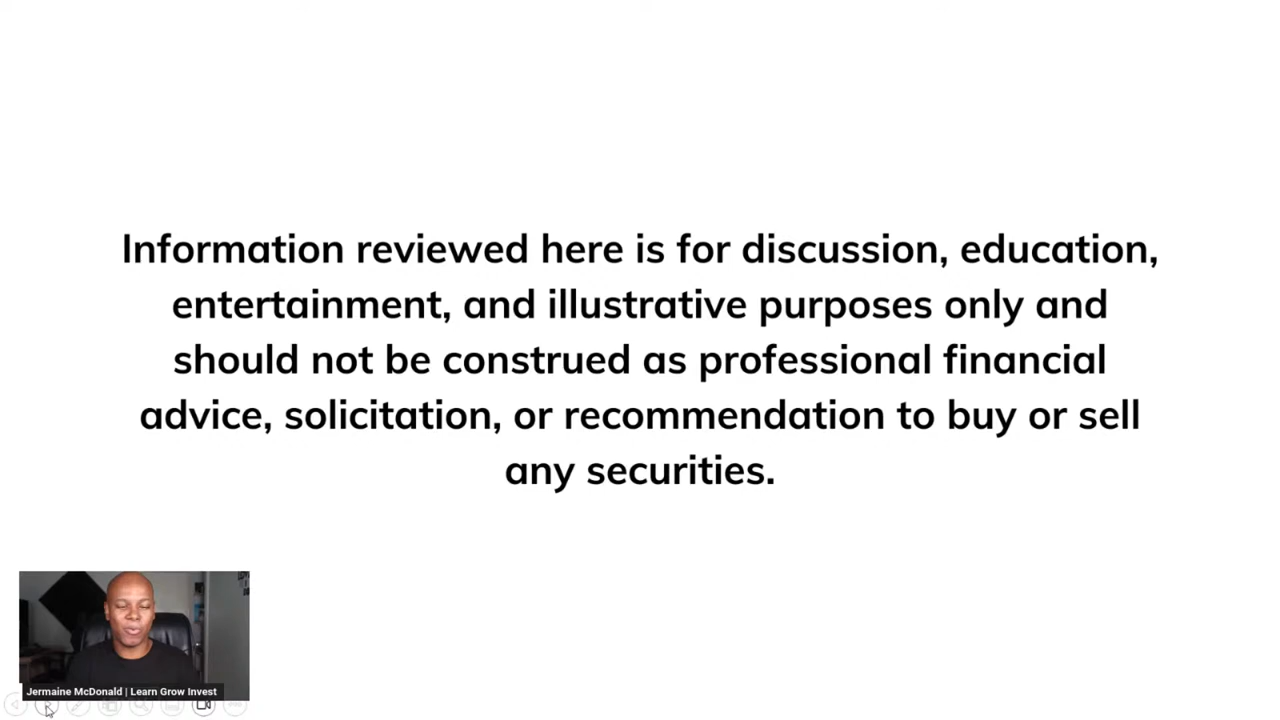 Information reviewed here is for discussion, education,
entertainment, and illustrative purposes only and
should not be construed as professional financial
advice, solicitation, or recommendation to buy or sell
any securities.
Jermaine McDonald | Learn Grow Invest